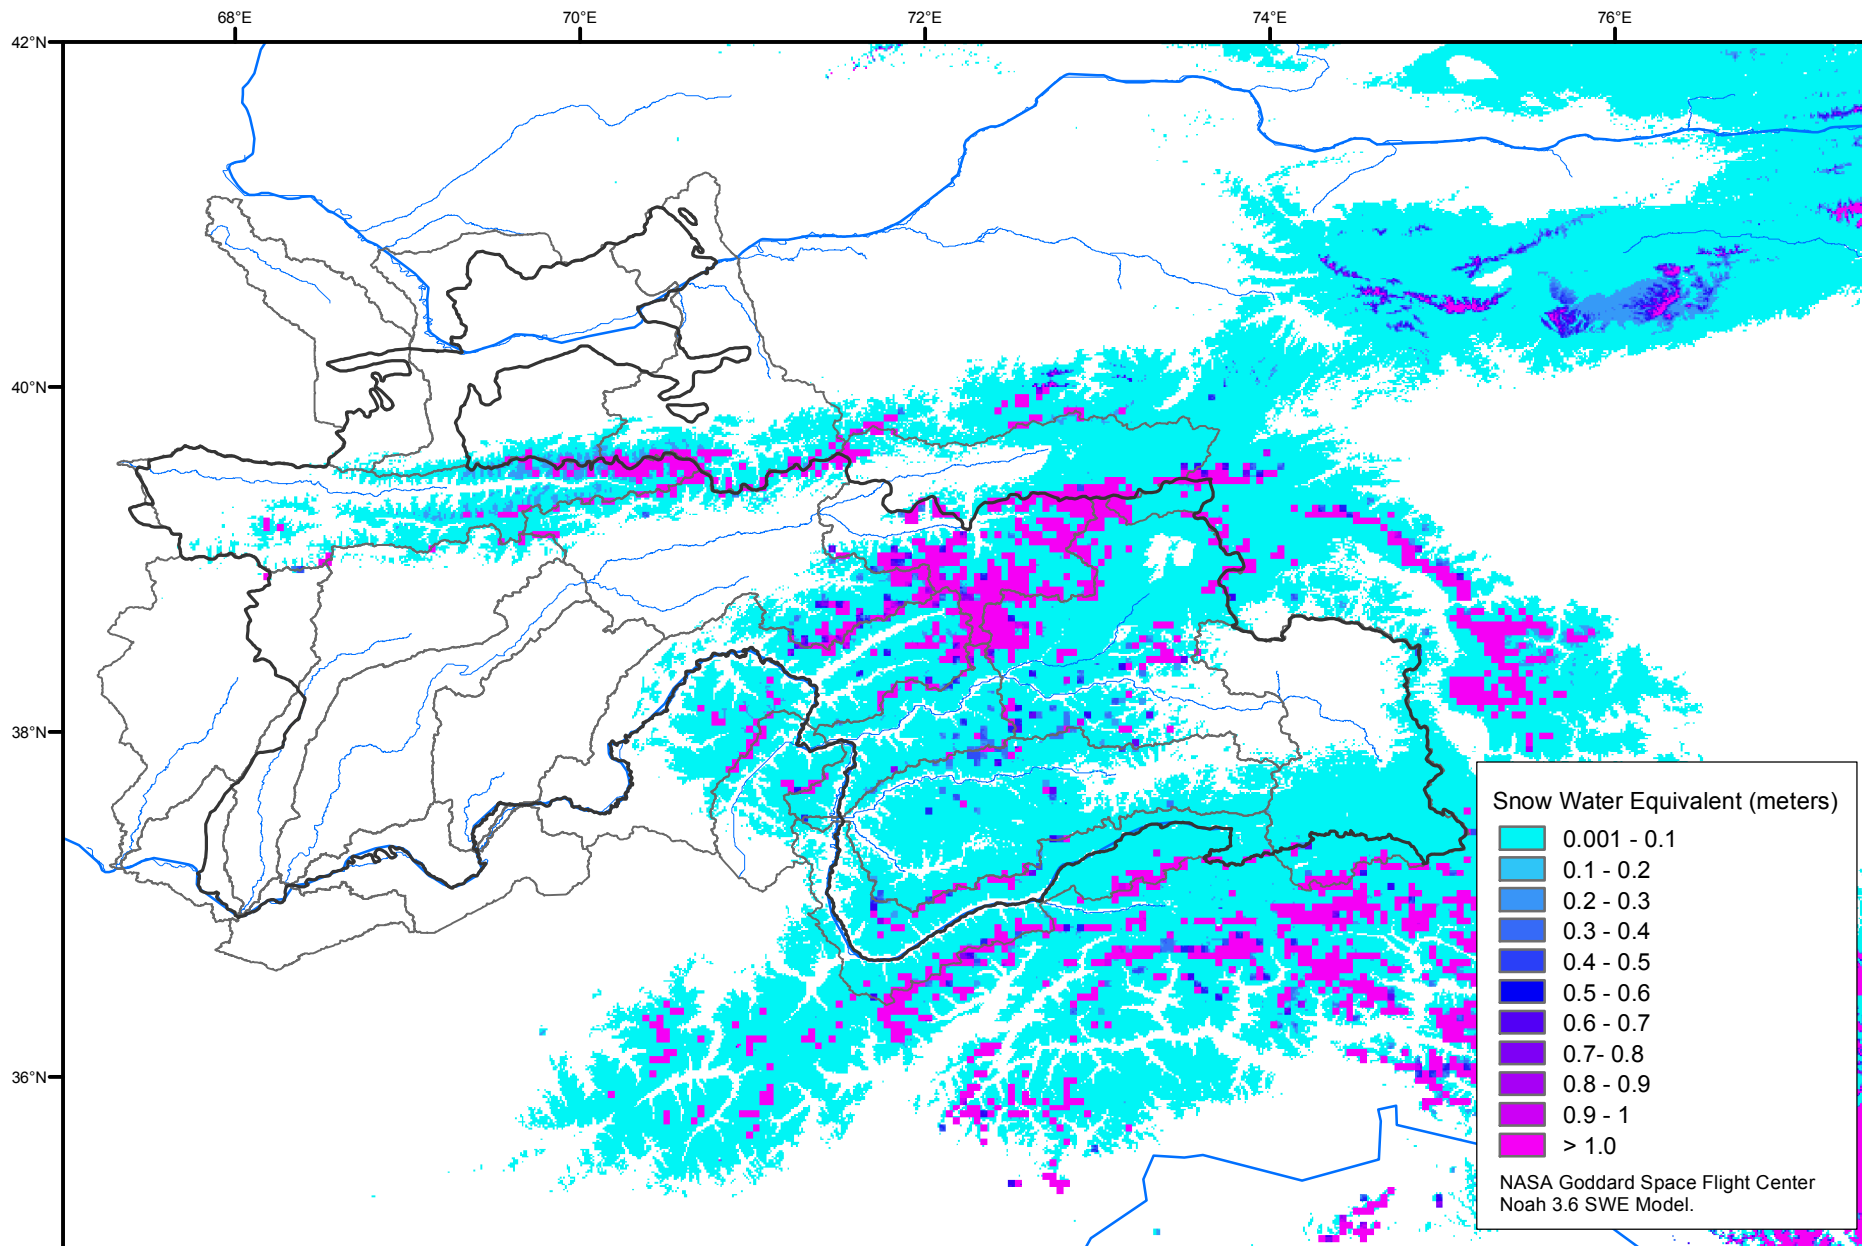 68°E 70°E 72°E 74°E 76°E
42°N
40°N
38°N
36°N
Snow Water Equivalent (meters)
0.001 - 0.1
0.1 - 0.2
0.2 - 0.3
0.3 - 0.4
0.4 - 0.5
0.5 - 0.6
0.6 - 0.7
0.7- 0.8
0.8 - 0.9
0.9 - 1
> 1.0
NASA Goddard Space Flight Center
Noah 3.6 SWE Model.